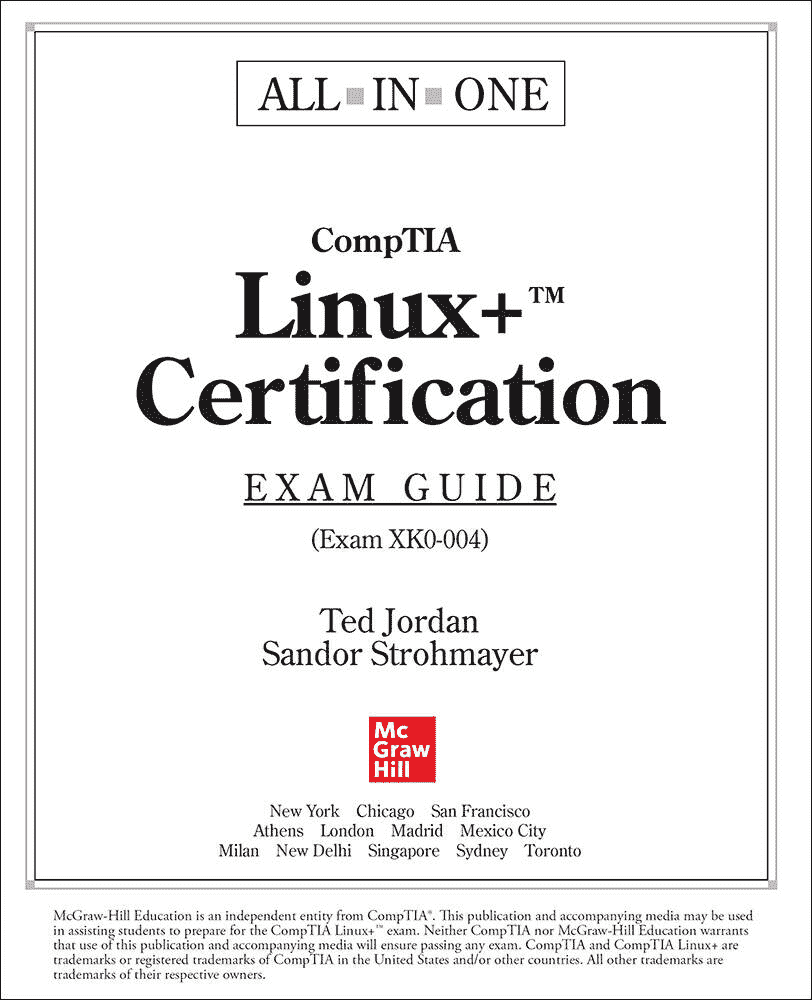 ALL■IN■ONE
CompTIA
Linux+™
Certification
EXAM GUIDE
(Exam XK0-004)
Ted Jordan
Sandor Strohmayer
Mc
Graw
Hill
New York Chicago San Francisco
Athens London Madrid Mexico City
Milan New Delhi Singapore Sydney Toronto
McGraw-Hill Education is an independent entity from CompTIA®. This publication and accompanying media may be used
in assisting students to prepare for the CompTIA Linux+™ exam. Neither CompTIA nor McGraw-Hill Education warrants
that use of this publication and accompanying media will ensure passing any exam. CompTIA and CompTIA Linux+ are
trademarks or registered trademarks of CompTIA in the United States and/or other countries. All other trademarks are
trademarks of their respective owners.